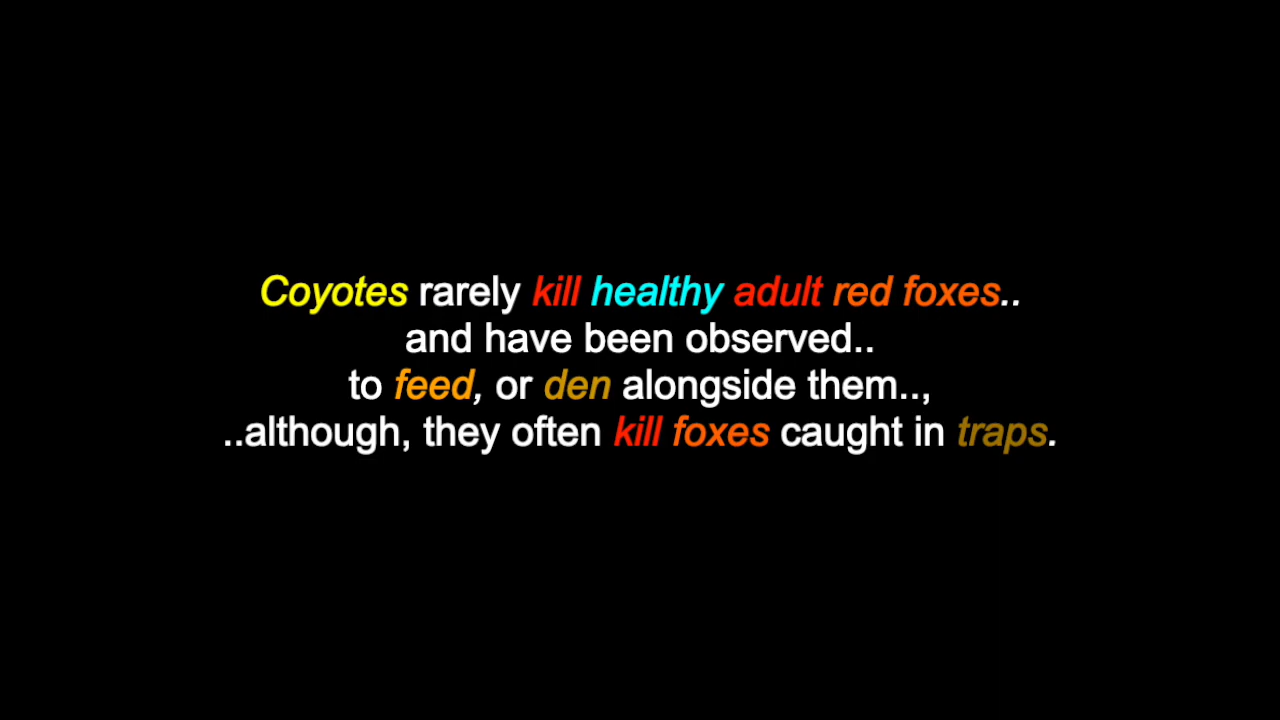 Coyotes rarely kill healthy adult red foxes..
and have been observed..
to feed, or den alongside them..,
..although, they often kill foxes caught in traps.